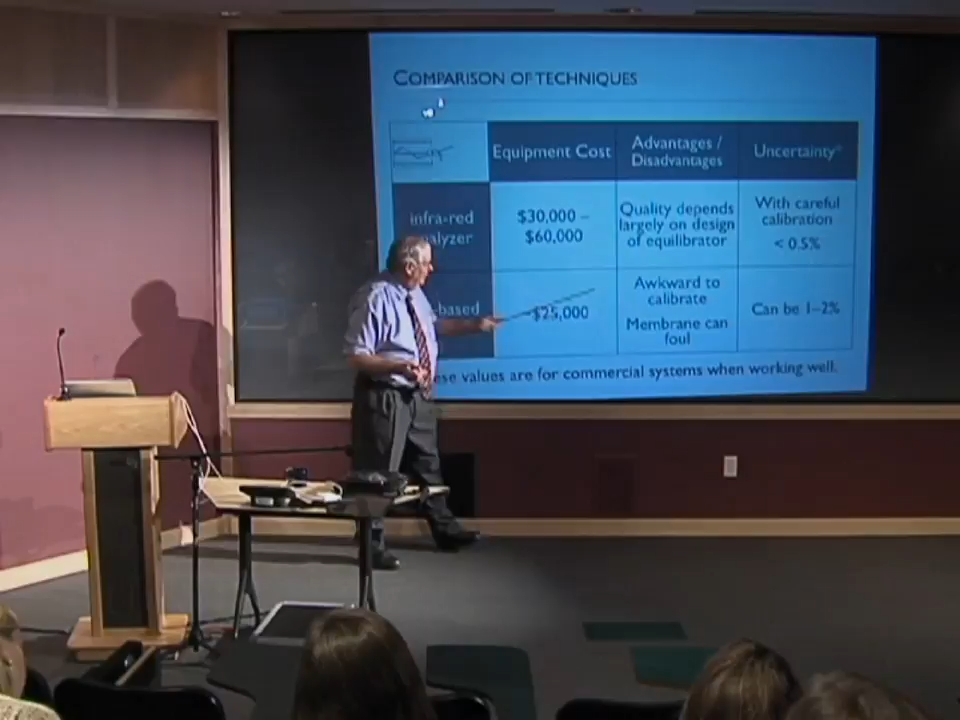 COMPARISON OF TECHNIQUES
Equipment Cost
Advantages /
Disadvantages
Uncertainty*
infra-red
alyzer
$30,000 –
$60,000
Quality depends
largely on design
of equilibrator
With careful
calibration
< 0.5%
-based
$25,000
Awkward to
calibrate
Membrane can
foul
Can be 1–2%
ese values are for commercial systems when working well.